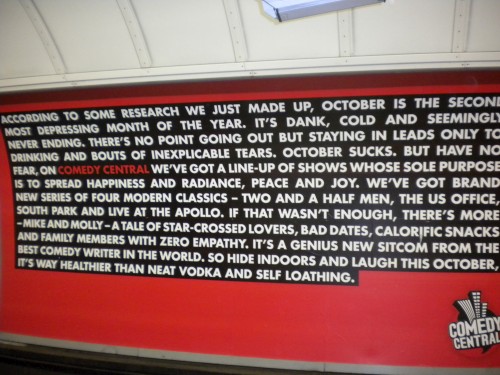 ACCORDING TO SOME RESEARCH WE JUST MADE UP, OCTOBER IS THE SECOND
MOST DEPRESSING MONTH OF THE YEAR. IT'S DANK, COLD AND SEEMINGLY
NEVER ENDING. THERE'S NO POINT GOING OUT BUT STAYING IN LEADS ONLY TO
DRINKING AND BOUTS OF INEXPLICABLE TEARS. OCTOBER SUCKS. BUT HAVE NO
FEAR, ON COMEDY CENTRAL WE'VE GOT A LINE-UP OF SHOWS WHOSE SOLE PURPOSE
IS TO SPREAD HAPPINESS AND RADIANCE, PEACE AND JOY. WE'VE GOT BRAND
NEW SERIES OF FOUR MODERN CLASSICS – TWO AND A HALF MEN, THE US OFFICE,
SOUTH PARK AND LIVE AT THE APOLLO. IF THAT WASN'T ENOUGH, THERE'S MORE
– MIKE AND MOLLY – A TALE OF STAR-CROSSED LOVERS, BAD DATES, CALORIFIC SNACKS
AND FAMILY MEMBERS WITH ZERO EMPATHY. IT'S A GENIUS NEW SITCOM FROM THE
BEST COMEDY WRITER IN THE WORLD. SO HIDE INDOORS AND LAUGH THIS OCTOBER.
IT'S WAY HEALTHIER THAN NEAT VODKA AND SELF LOATHING.
COMEDY
CENTRAL